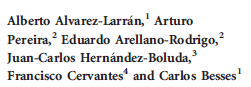 Alberto Alvarez-Larrán,¹ Arturo
Pereira,² Eduardo Arellano-Rodrigo,²
Juan-Carlos Hernández-Boluda,³
Francisco Cervantes⁴ and Carlos Besses¹